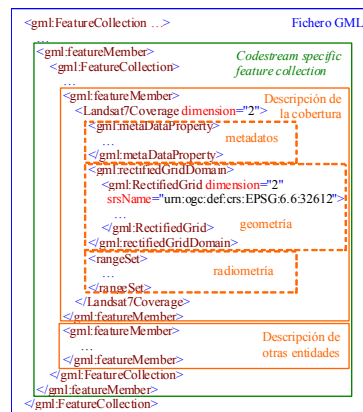 <gml:FeatureCollection ...> Fichero GML
...
<gml:featureMember> Codestream specific
<gml:FeatureCollection> feature collection
...
<gml:featureMember> Descripción de
<Landsat7Coverage dimension="2"> la cobertura
<gml:metaDataProperty>
... metadatos
</gml:metaDataProperty>
<gml:rectifiedGridDomain>
<gml:RectifiedGrid dimension="2"
srsName="urn:ogc:def:crs:EPSG:6.6:32612">
...
</gml:RectifiedGrid> geometría
</gml:rectifiedGridDomain>
<rangeSet>
... radiometría
</rangeSet>
</Landsat7Coverage>
</gml:featureMember>
<gml:featureMember> Descripción de
... otras entidades
</gml:featureMember>
</gml:FeatureCollection>
</gml:featureMember>
</gml:FeatureCollection>